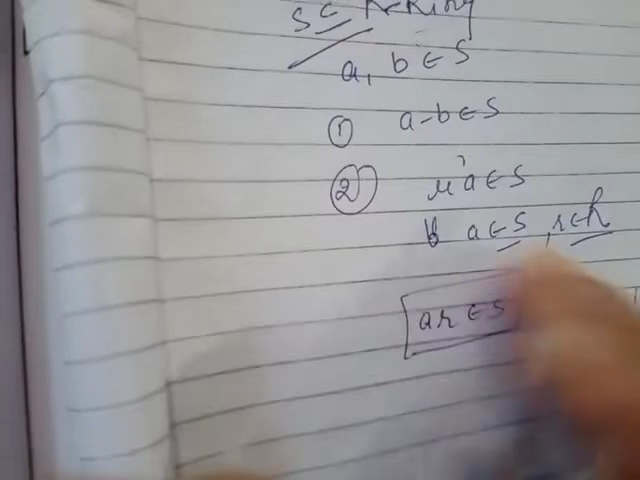 S ⊆ R-Ring
a, b ∈ S
① a-b ∈ S
② ra ∈ S
a ∈ S, r ∈ R
ar ∈ S